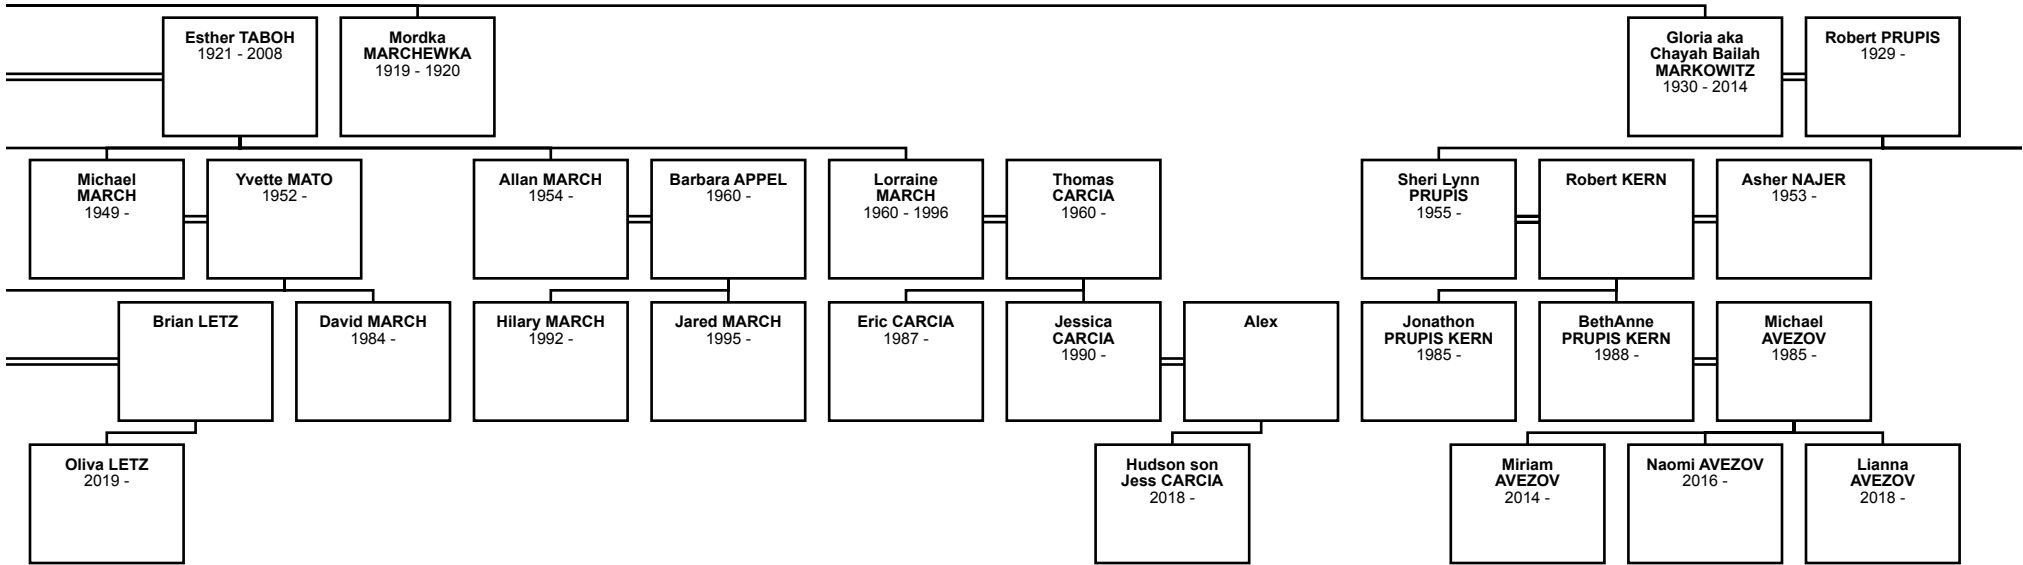 Esther TABOH
1921 - 2008
Mordka
MARCHEWKA
1919 - 1920
Gloria aka
Chayah Bailah
MARKOWITZ
1930 - 2014
Robert PRUPIS
1929 -
Michael
MARCH
1949 -
Yvette MATO
1952 -
Allan MARCH
1954 -
Barbara APPEL
1960 -
Lorraine
MARCH
1960 - 1996
Thomas
CARCIA
1960 -
Sheri Lynn
PRUPIS
1955 -
Robert KERN
Asher NAJER
1953 -
Brian LETZ
David MARCH
1984 -
Hilary MARCH
1992 -
Jared MARCH
1995 -
Eric CARCIA
1987 -
Jessica
CARCIA
1990 -
Alex
Jonathon
PRUPIS KERN
1985 -
BethAnne
PRUPIS KERN
1988 -
Michael
AVEZOV
1985 -
Oliva LETZ
2019 -
Hudson son
Jess CARCIA
2018 -
Miriam
AVEZOV
2014 -
Naomi AVEZOV
2016 -
Lianna
AVEZOV
2018 -